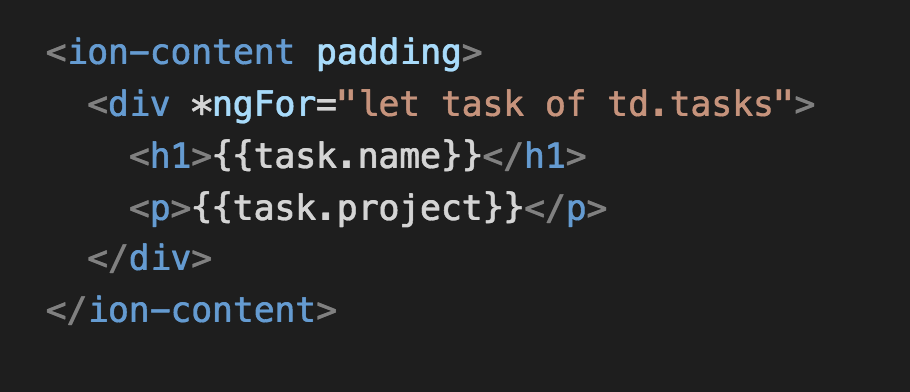 <ion-content padding>
  <div *ngFor="let task of td.tasks">
    <h1>{{task.name}}</h1>
    <p>{{task.project}}</p>
  </div>
</ion-content>